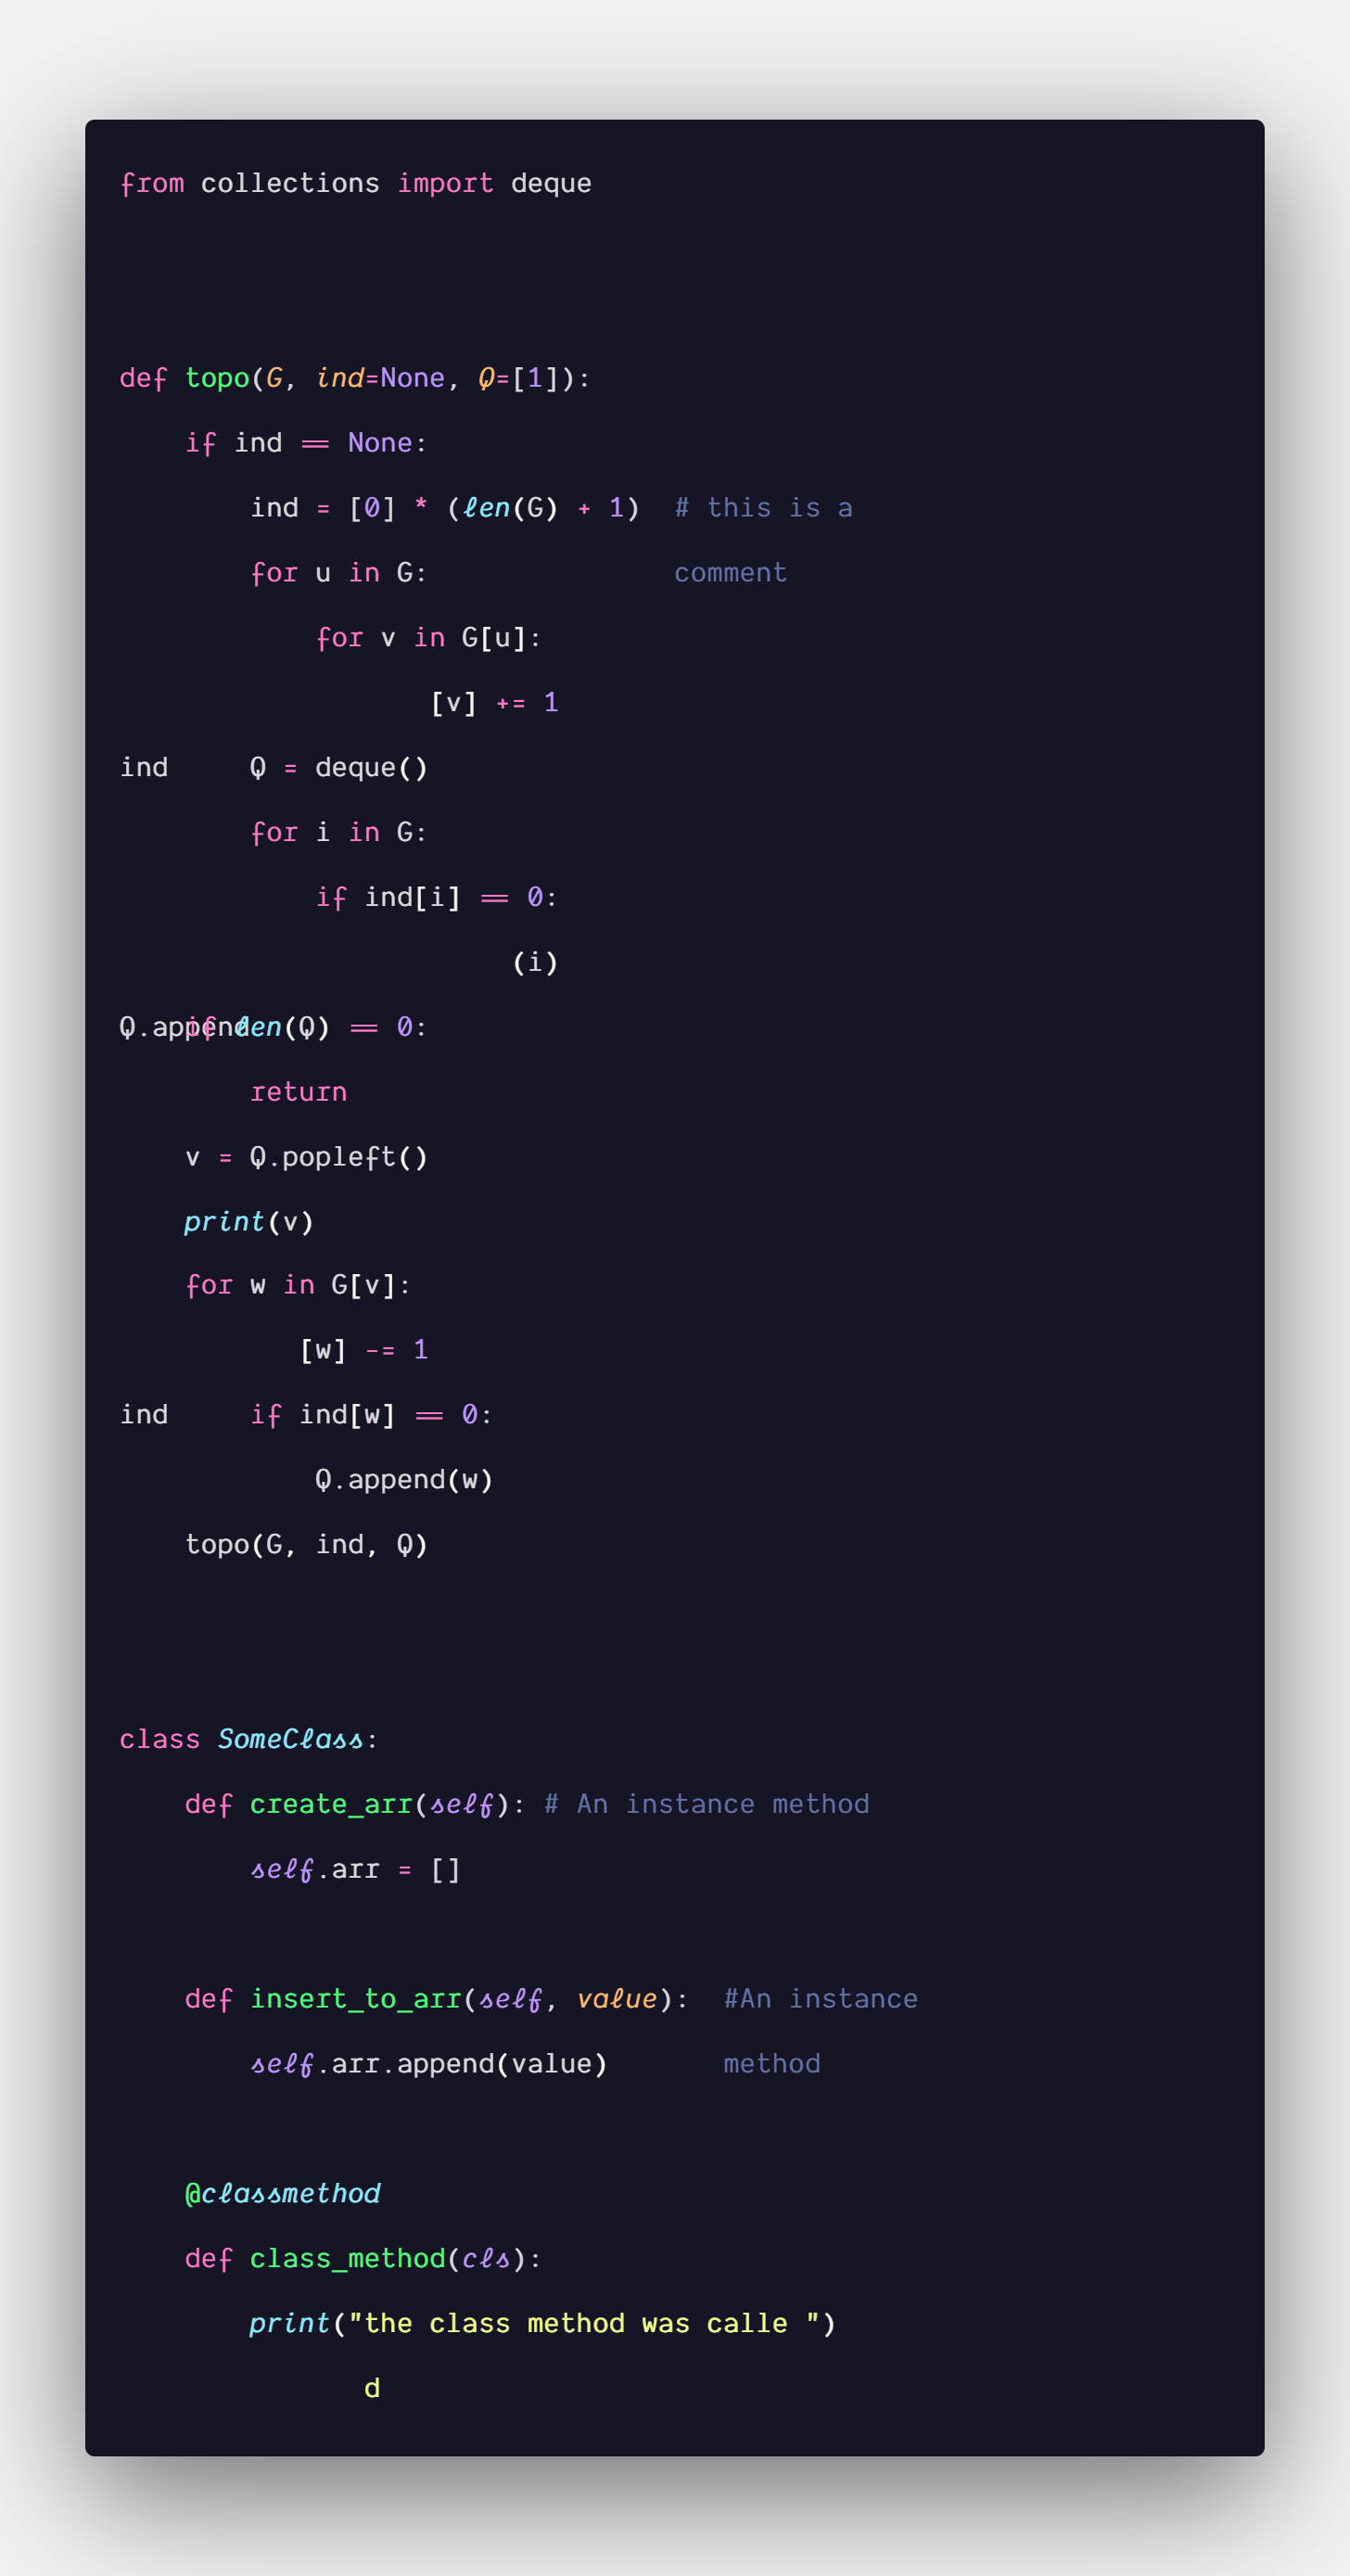 from collections import deque
def topo(G, ind=None, Q=[1]):
    if ind == None:
        ind = [0] * (len(G) + 1)  # this is a
        for u in G:               comment
            for v in G[u]:
                   [v] += 1
ind     Q = deque()
        for i in G:
            if ind[i] == 0:
                        (i)
Q.append
    if len(Q) == 0:
        return
    v = Q.popleft()
    print(v)
    for w in G[v]:
           [w] -= 1
ind     if ind[w] == 0:
            Q.append(w)
    topo(G, ind, Q)
class SomeClass:
    def create_arr(self): # An instance method
        self.arr = []
    def insert_to_arr(self, value):  #An instance
        self.arr.append(value)       method
    @classmethod
    def class_method(cls):
        print("the class method was calle ")
               d